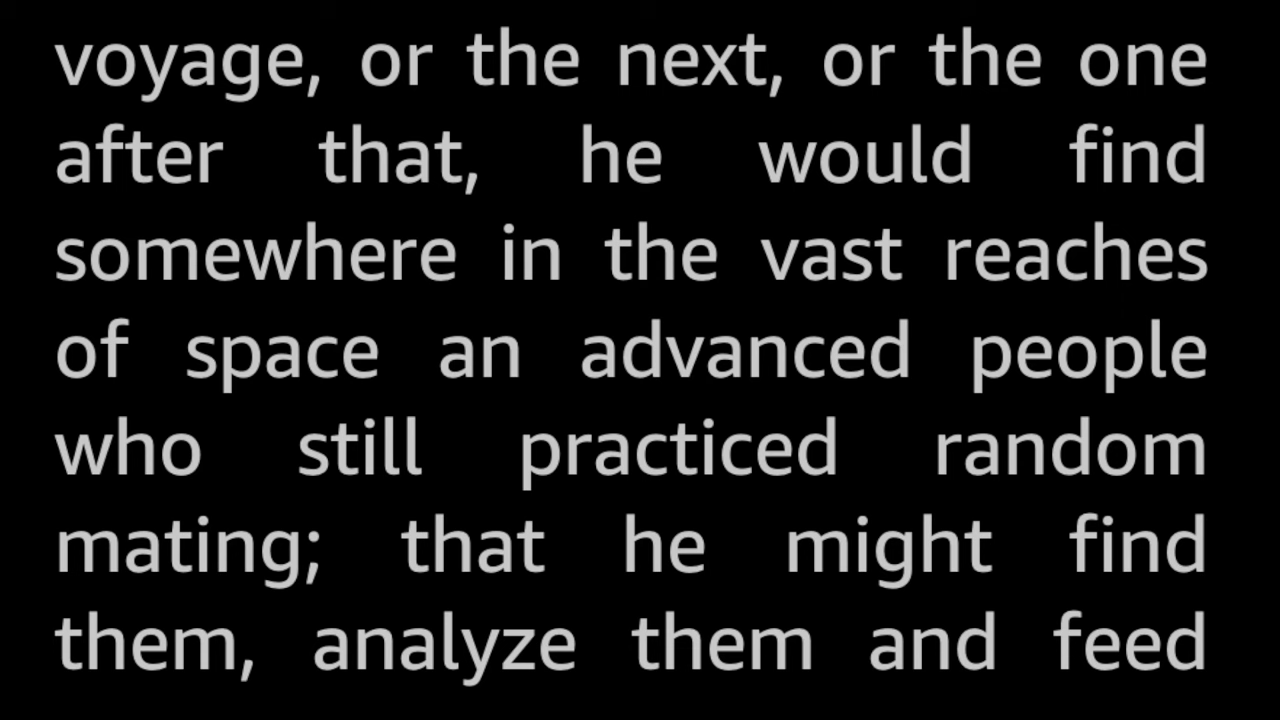 voyage, or the next, or the one
after that, he would find
somewhere in the vast reaches
of space an advanced people
who still practiced random
mating; that he might find
them, analyze them and feed